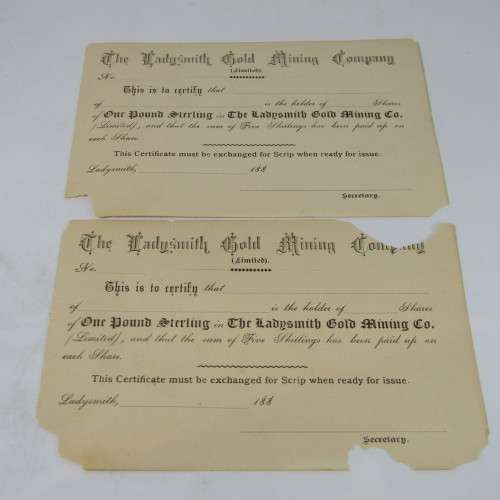 The Ladysmith Gold Mining Company
(Limited).
No.
This is to certify that
of is the holder of Shares
of One Pound Sterling in The Ladysmith Gold Mining Co.
(Limited), and that the sum of Five Shillings has been paid up on
each Share.
This Certificate must be exchanged for Scrip when ready for issue.
Ladysmith, 188
Secretary.
The Ladysmith Gold Mining Company
(Limited).
No.
This is to certify that
of is the holder of Shares
of One Pound Sterling in The Ladysmith Gold Mining Co.
(Limited), and that the sum of Five Shillings has been paid up on
each Share.
This Certificate must be exchanged for Scrip when ready for issue.
Ladysmith, 188
Secretary.